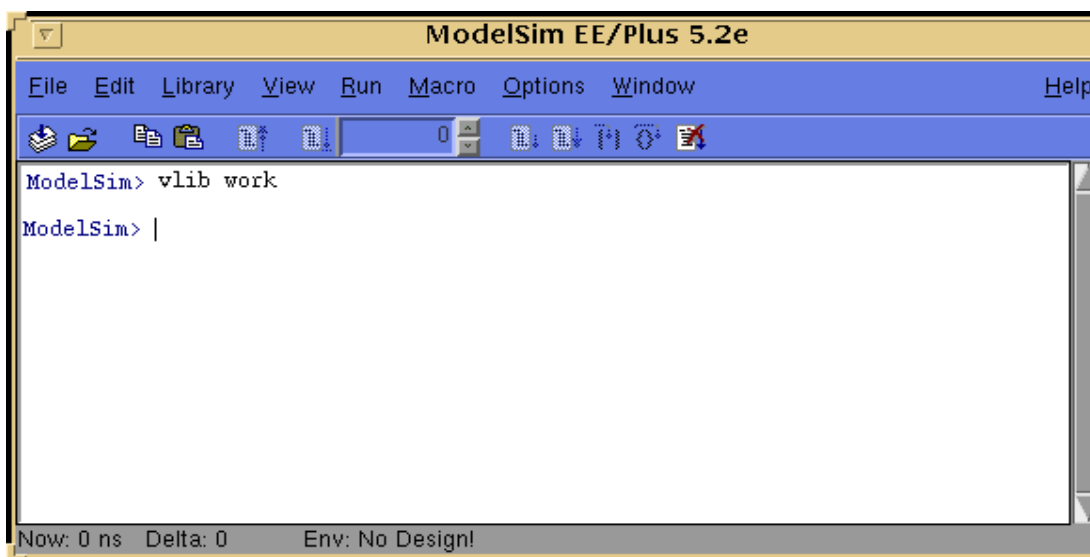 ModelSim EE/Plus 5.2e
File Edit Library View Run Macro Options Window Help
0
ModelSim> vlib work
ModelSim>
Now: 0 ns Delta: 0 Env: No Design!